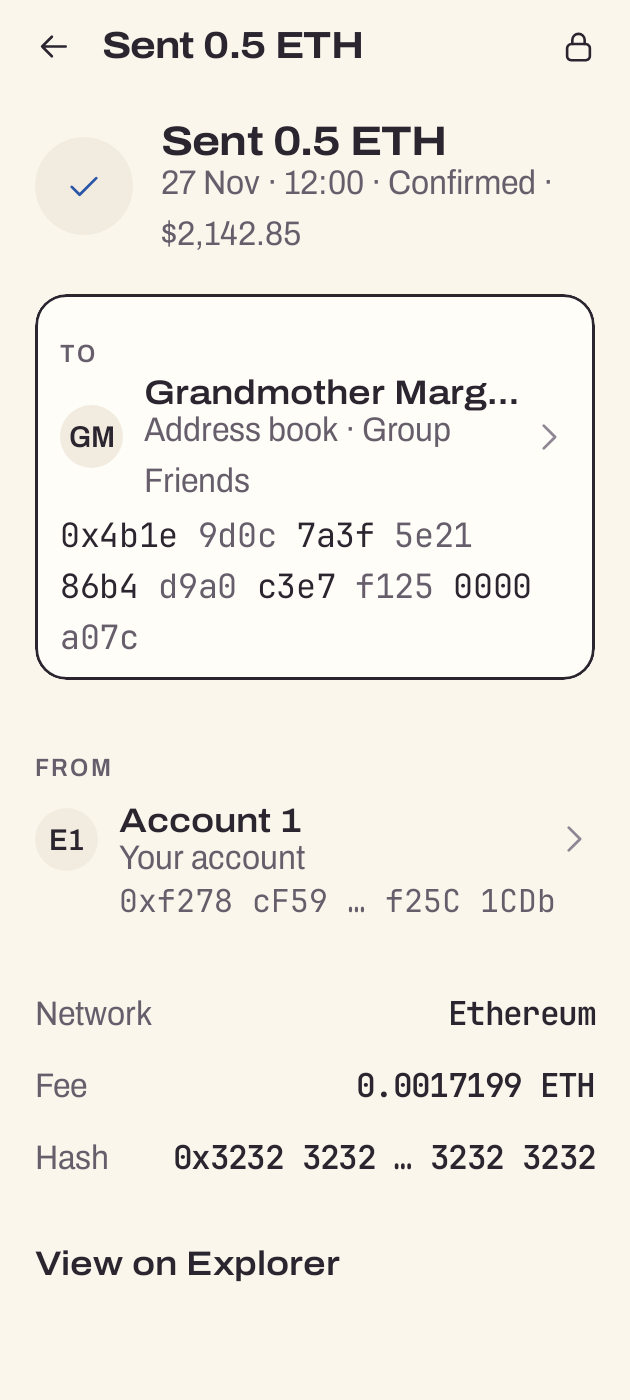 Sent 0.5 ETH
Sent 0.5 ETH
27 Nov · 12:00 · Confirmed ·
$2,142.85
TO
GM
Grandmother Marg…
Address book · Group
Friends
0x4b1e 9d0c 7a3f 5e21
86b4 d9a0 c3e7 f125 0000
a07c
FROM
E1
Account 1
Your account
0xf278 cF59 … f25C 1CDb
Network Ethereum
Fee 0.0017199 ETH
Hash 0x3232 3232 … 3232 3232
View on Explorer